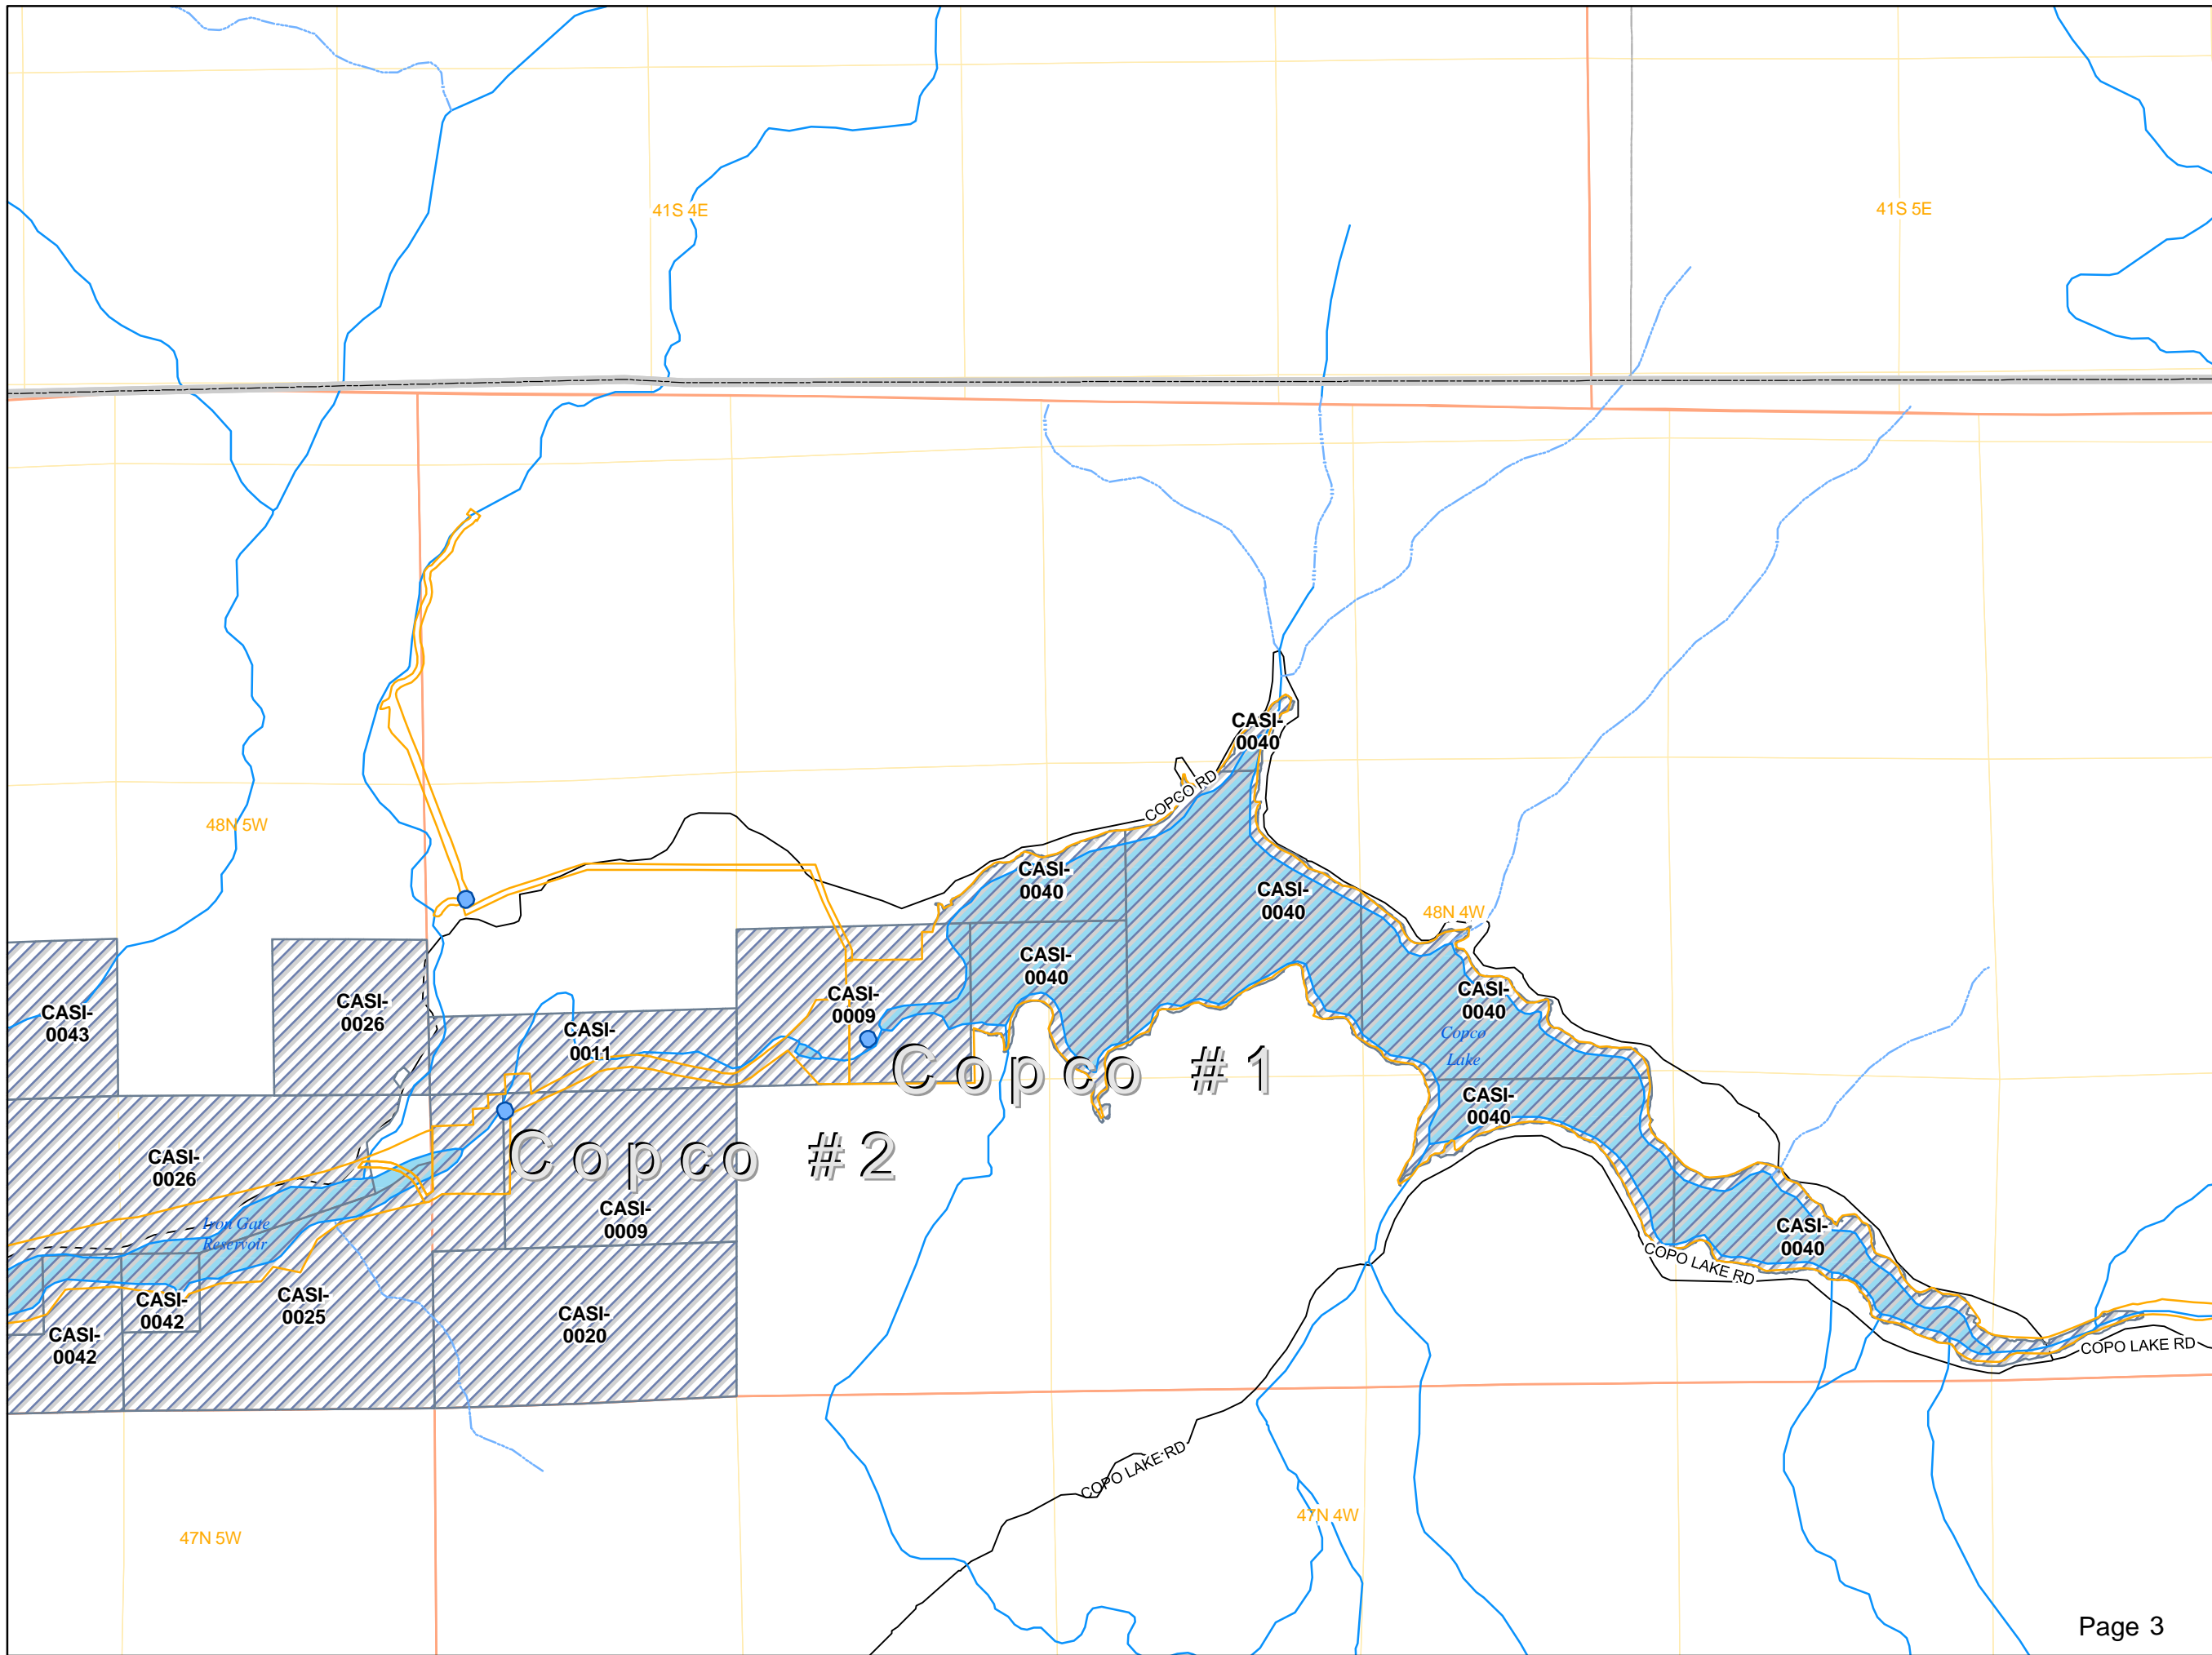 41S 4E
41S 5E
CASI-
0040
COPCO RD
48N 5W
CASI-
0040
CASI-
0040
48N 4W
CASI-
0040
CASI-
0009
CASI-
0040
CASI-
0043
CASI-
0026
CASI-
0011
Copco
Lake
Copco #1
CASI-
0040
Copco #2
CASI-
0026
CASI-
0009
Iron Gate
Reservoir
CASI-
0040
COPO LAKE RD
CASI-
0042
CASI-
0025
CASI-
0020
CASI-
0042
COPO LAKE RD
COPO LAKE RD
47N 4W
47N 5W
Page 3